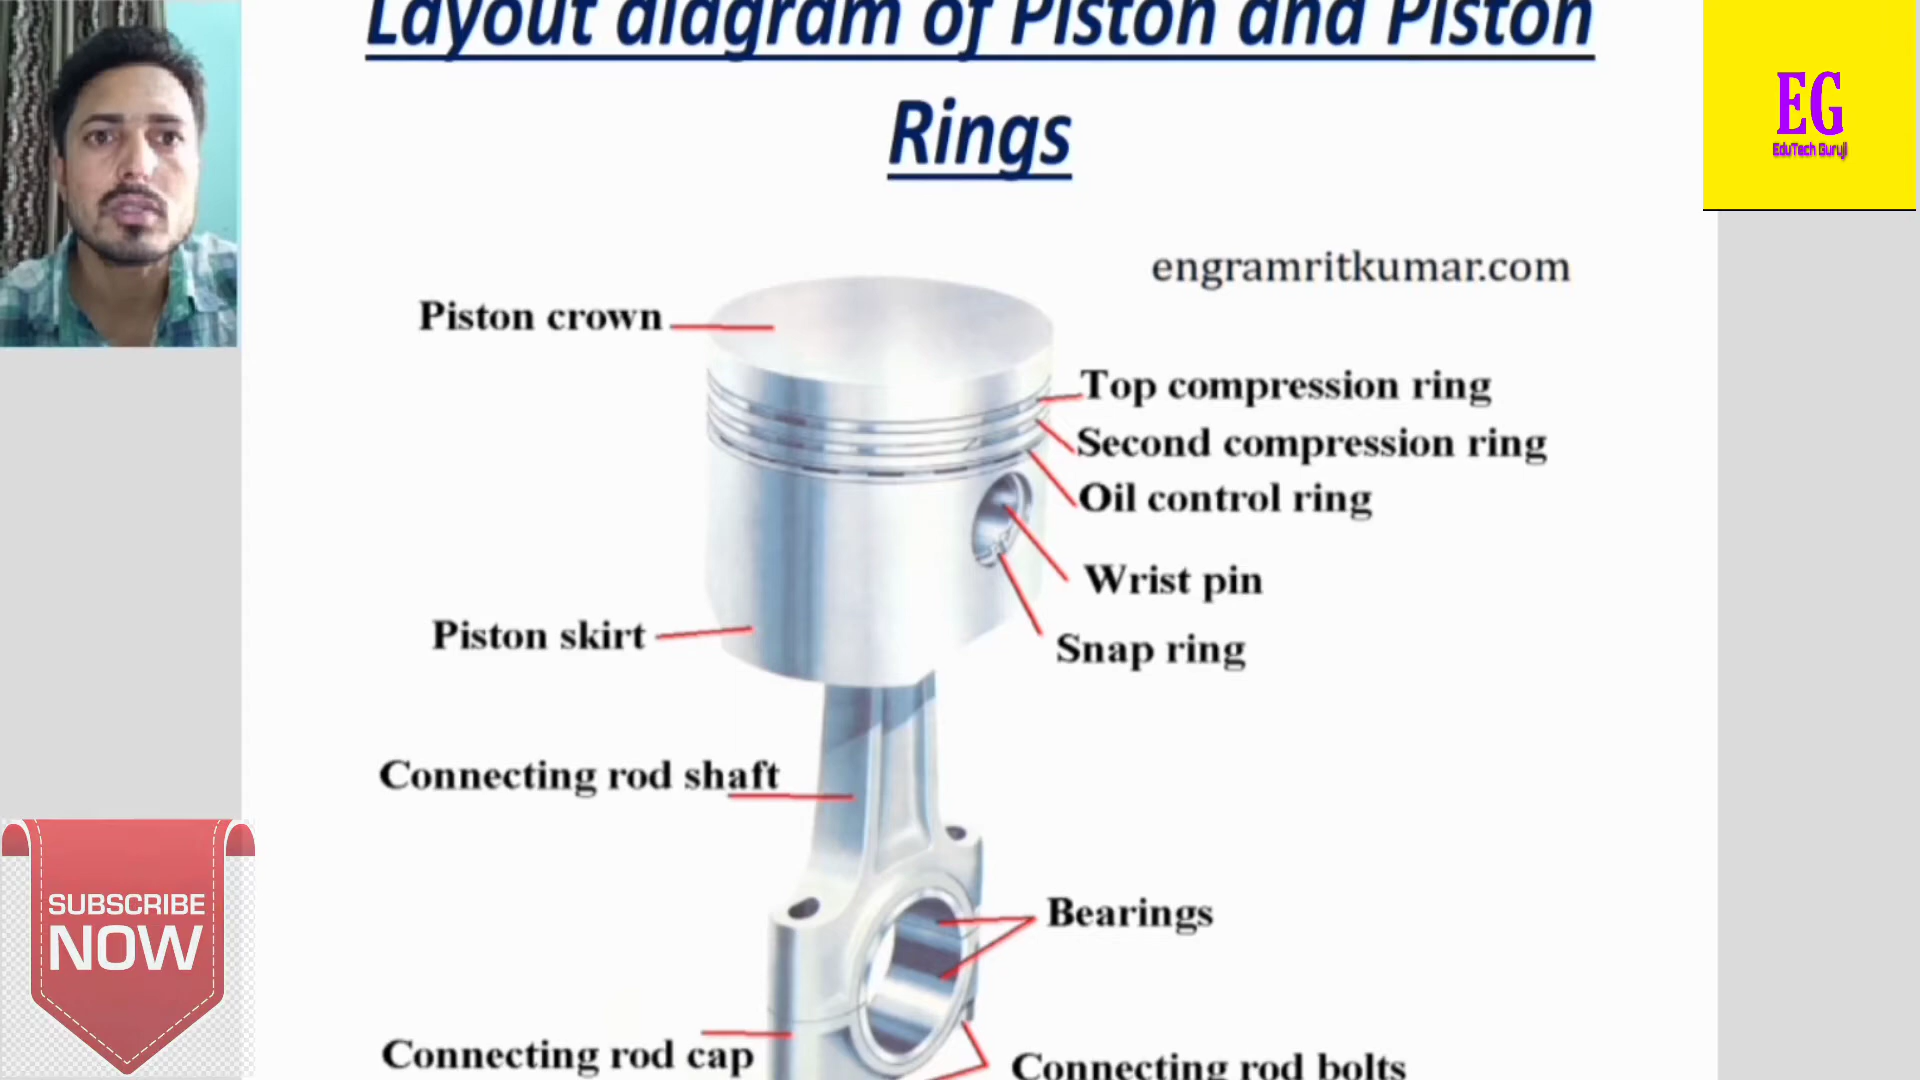 Layout diagram of Piston and Piston
Rings
EG
EduTech Guruji
engramritkumar.com
Piston crown
Top compression ring
Second compression ring
Oil control ring
Wrist pin
Piston skirt
Snap ring
Connecting rod shaft
Bearings
SUBSCRIBE
NOW
Connecting rod cap
Connecting rod bolts